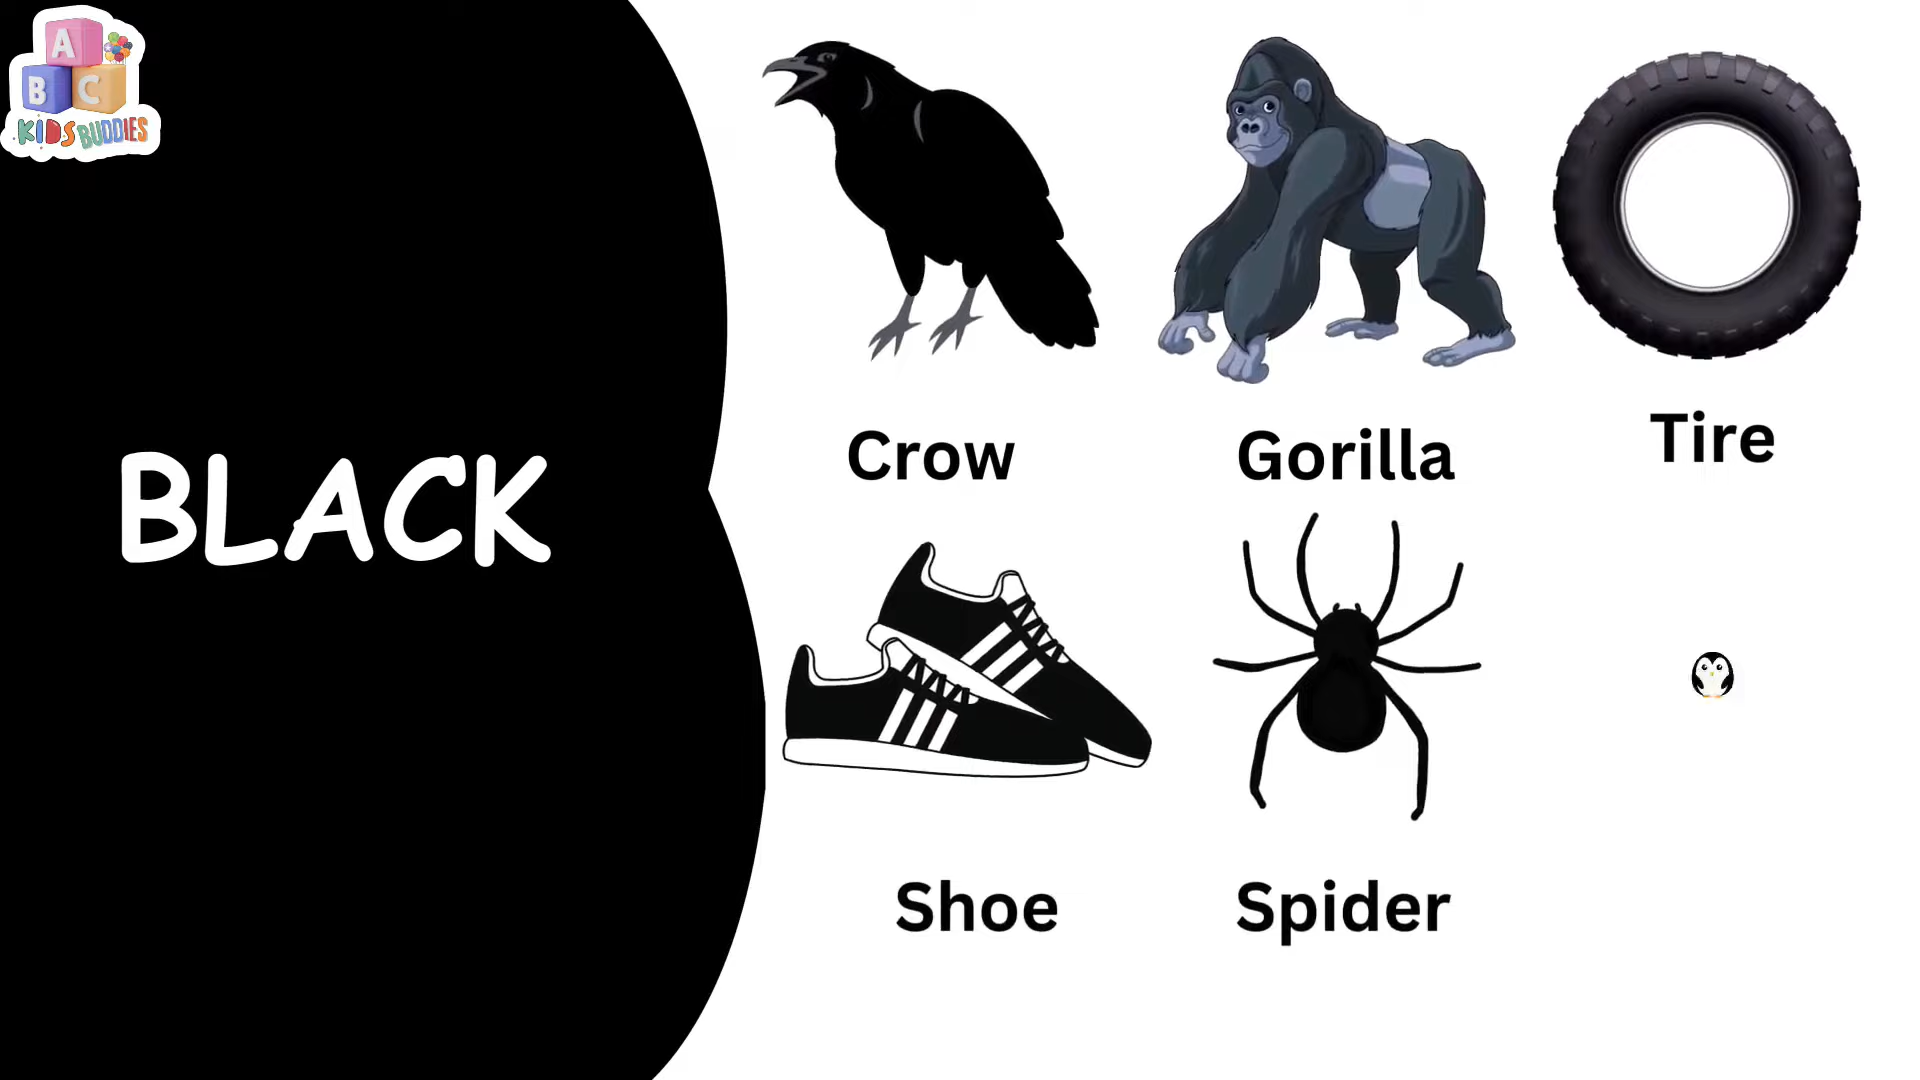 A
B C
KIDS BUDDIES
BLACK
Crow
Gorilla
Tire
Shoe
Spider